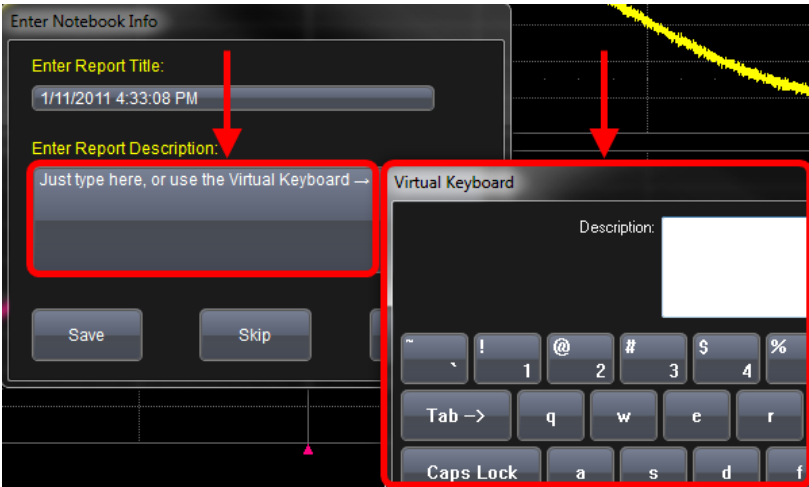 Enter Notebook Info
Enter Report Title:
1/11/2011 4:33:08 PM
Enter Report Description:
Just type here, or use the Virtual Keyboard →
Save
Skip
Virtual Keyboard
Description:
~ ` ! 1 @ 2 # 3 $ 4 %
Tab --> q w e r
Caps Lock a s d f